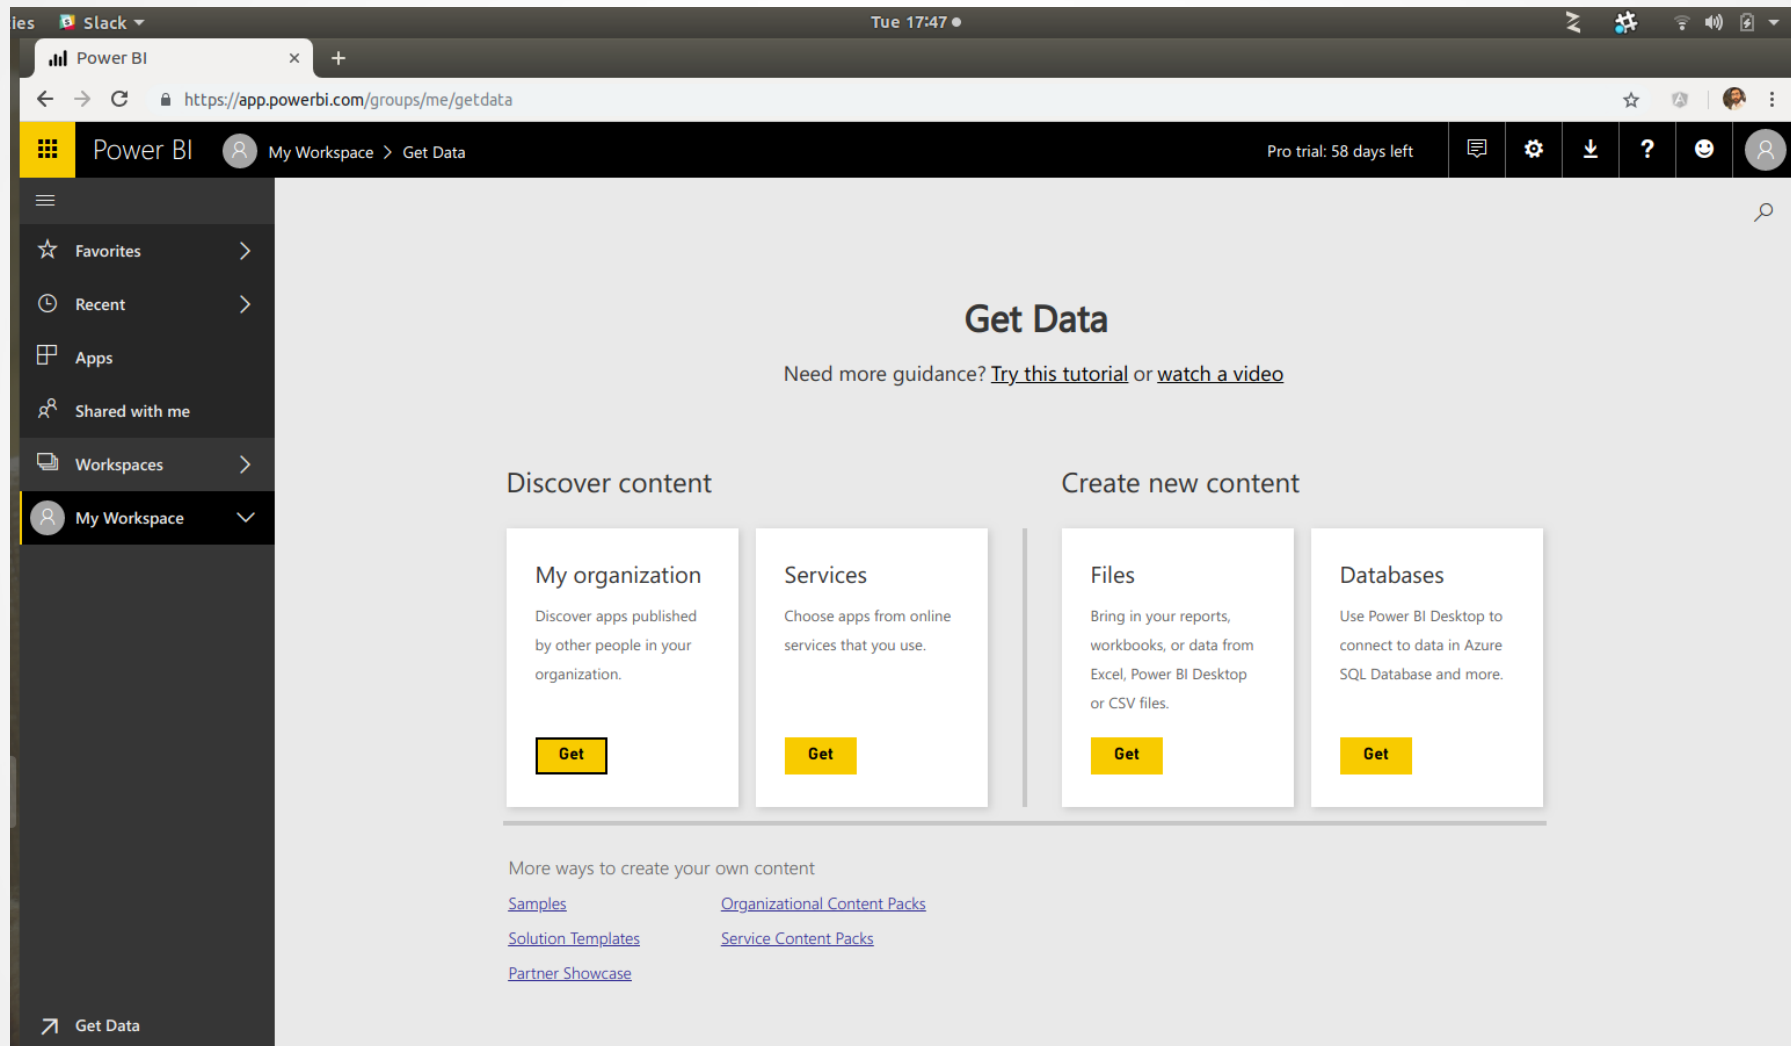 ies Slack Tue 17:47
Power BI
https://app.powerbi.com/groups/me/getdata
Power BI My Workspace > Get Data Pro trial: 58 days left
Favorites
Recent
Apps
Shared with me
Workspaces
My Workspace
Get Data
Get Data
Need more guidance? Try this tutorial or watch a video
Discover content
My organization
Discover apps published
by other people in your
organization.
Get
Services
Choose apps from online
services that you use.
Get
Create new content
Files
Bring in your reports,
workbooks, or data from
Excel, Power BI Desktop
or CSV files.
Get
Databases
Use Power BI Desktop to
connect to data in Azure
SQL Database and more.
Get
More ways to create your own content
Samples
Solution Templates
Partner Showcase
Organizational Content Packs
Service Content Packs